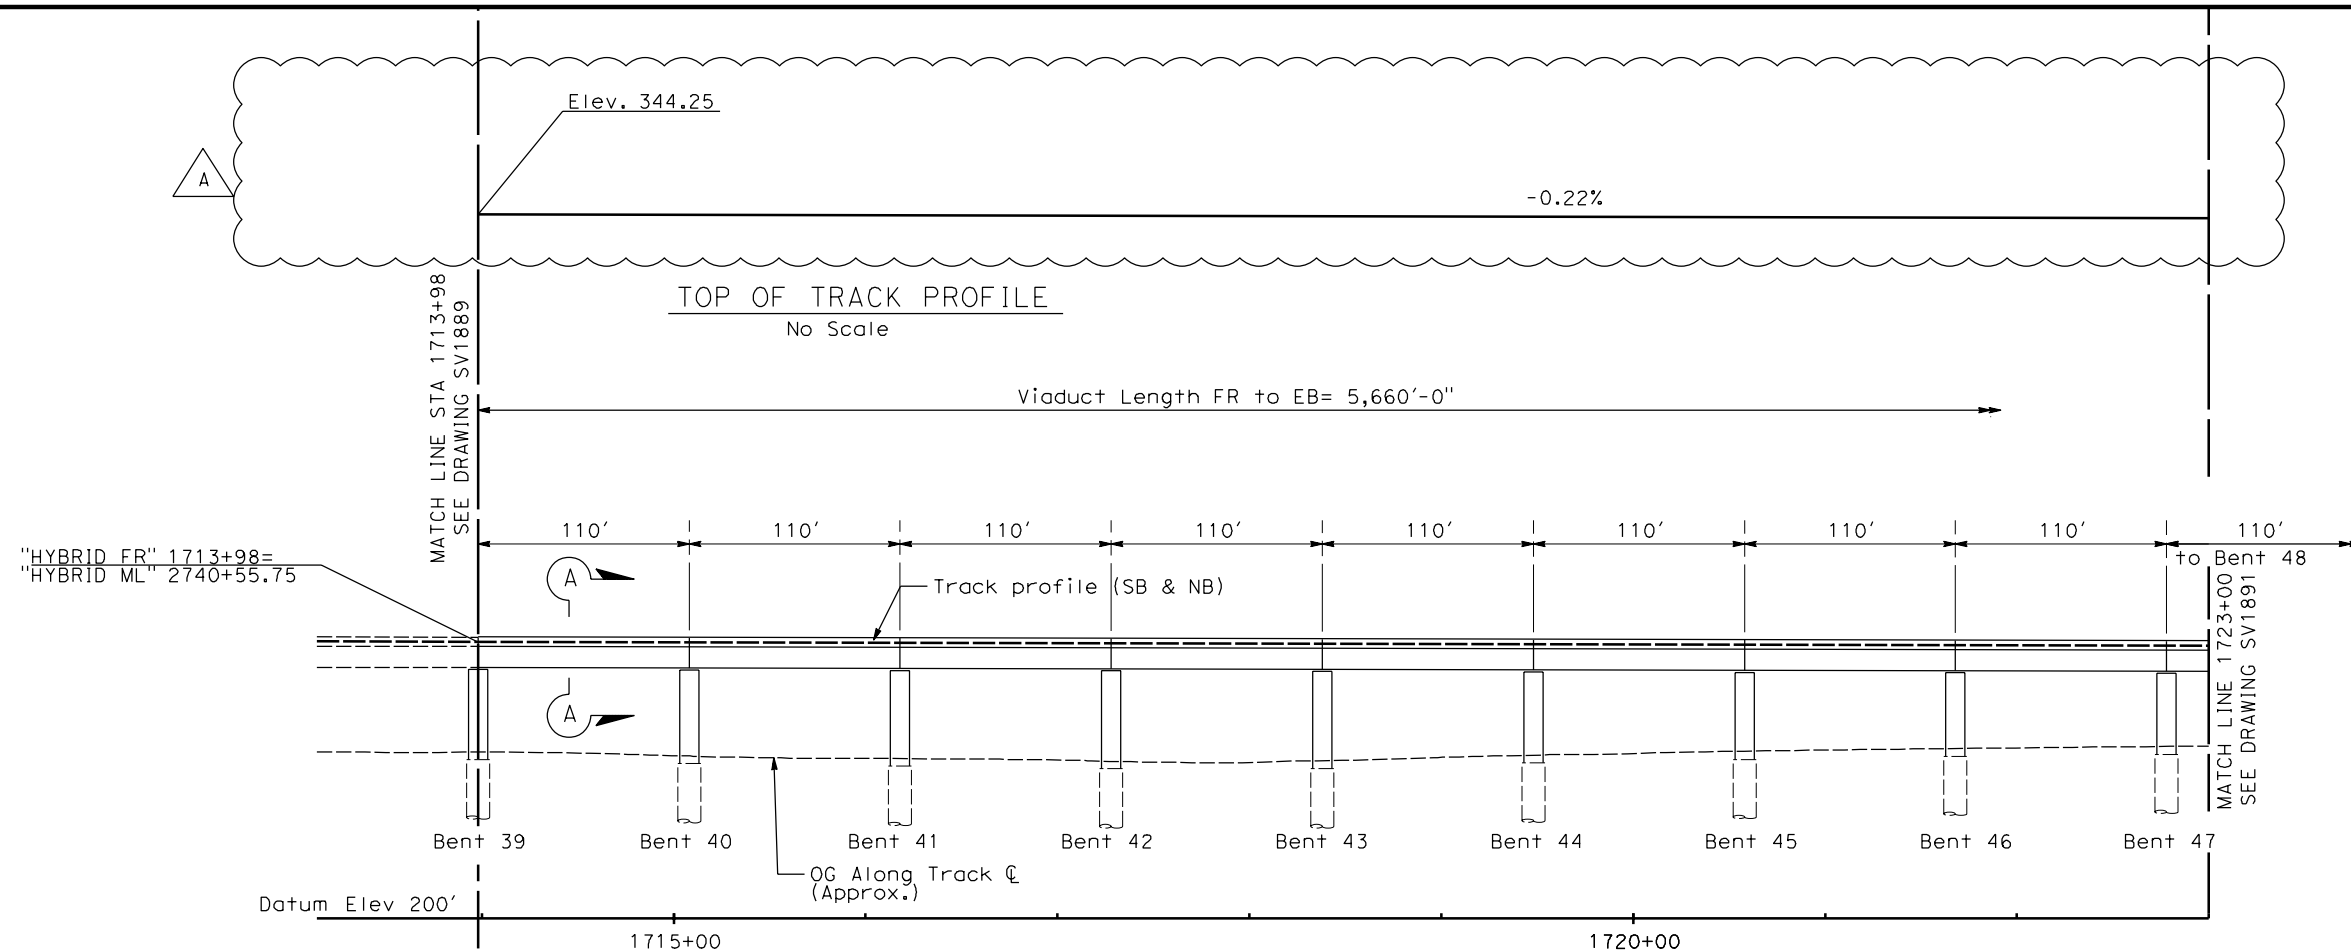 Elev. 344.25
A
-0.22%
TOP OF TRACK PROFILE
No Scale
MATCH LINE STA 1713+98
SEE DRAWING SV1889
Viaduct Length FR to EB= 5,660'-0"
110'
110'
110'
110'
110'
110'
110'
110'
110'
to Bent 48
"HYBRID FR" 1713+98=
"HYBRID ML" 2740+55.75
A
Track profile (SB & NB)
MATCH LINE 1723+00
SEE DRAWING SV1891
A
Bent 39
Bent 40
Bent 41
Bent 42
Bent 43
Bent 44
Bent 45
Bent 46
Bent 47
OG Along Track ℄
(Approx.)
Datum Elev 200'
1715+00
1720+00